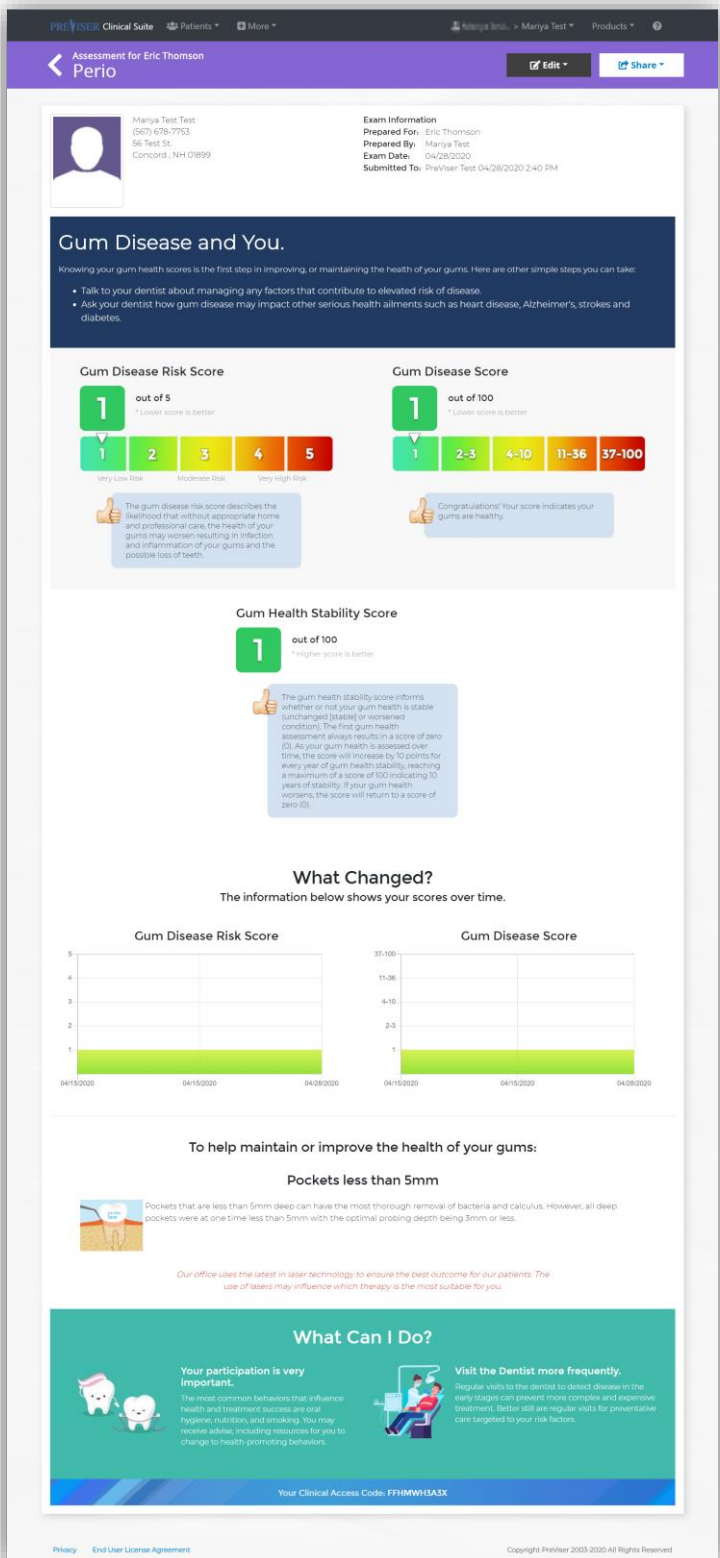 PREVISER Clinical Suite Patients More > Mariya Test Products
Assessment for Eric Thomson
Perio
Edit Share
Mariya Test Test
(567) 678-7753
56 Test St.
Concord , NH 01899
Exam Information
Prepared For: Eric Thomson
Prepared By: Mariya Test
Exam Date: 04/28/2020
Submitted To: PreViser Test 04/28/2020 2:40 PM
Gum Disease and You.
Knowing your gum health scores is the first step in improving, or maintaining the health of your gums. Here are other simple steps you can take:
• Talk to your dentist about managing any factors that contribute to elevated risk of disease.
• Ask your dentist how gum disease may impact other serious health ailments such as heart disease, Alzheimer's, strokes and
diabetes.
Gum Disease Risk Score
1
out of 5
* Lower score is better
1 2 3 4 5
Very Low Risk Moderate Risk Very High Risk
The gum disease risk score describes the
likelihood that without appropriate home
and professional care, the health of your
gums may worsen resulting in infection
and inflammation of your gums and the
possible loss of teeth.
Gum Disease Score
1
out of 100
* Lower score is better
1 2-3 4-10 11-36 37-100
Congratulations! Your score indicates your
gums are healthy.
Gum Health Stability Score
1
out of 100
* Higher score is better
The gum health stability score informs
whether or not your gum health is stable
(unchanged [stable] or worsened
condition). The first gum health
assessment always results in a score of zero
(0). As your gum health is assessed over
time, the score will increase by 10 points for
every year of gum health stability, reaching
a maximum of a score of 100 indicating 10
years of stability. If your gum health
worsens, the score will return to a score of
zero (0).
What Changed?
The information below shows your scores over time.
Gum Disease Risk Score
5
4
3
2
1
04/15/2020 04/15/2020 04/28/2020
Gum Disease Score
37-100
11-36
4-10
2-3
1
04/15/2020 04/15/2020 04/28/2020
To help maintain or improve the health of your gums:
Pockets less than 5mm
Pockets that are less than 5mm deep can have the most thorough removal of bacteria and calculus. However, all deep
pockets were at one time less than 5mm with the optimal probing depth being 3mm or less.
Our office uses the latest in laser technology to ensure the best outcome for our patients. The
use of lasers may influence which therapy is the most suitable for you.
What Can I Do?
Your participation is very
important.
The most common behaviors that influence
health and treatment success are oral
hygiene, nutrition, and smoking. You may
receive advise, including resources for you to
change to health-promoting behaviors.
Visit the Dentist more frequently.
Regular visits to the dentist to detect disease in the
early stages can prevent more complex and expensive
treatment. Better still are regular visits for preventative
care targeted to your risk factors.
Your Clinical Access Code: FFHMWH3A3X
Privacy End User License Agreement Copyright PreViser 2003-2020 All Rights Reserved